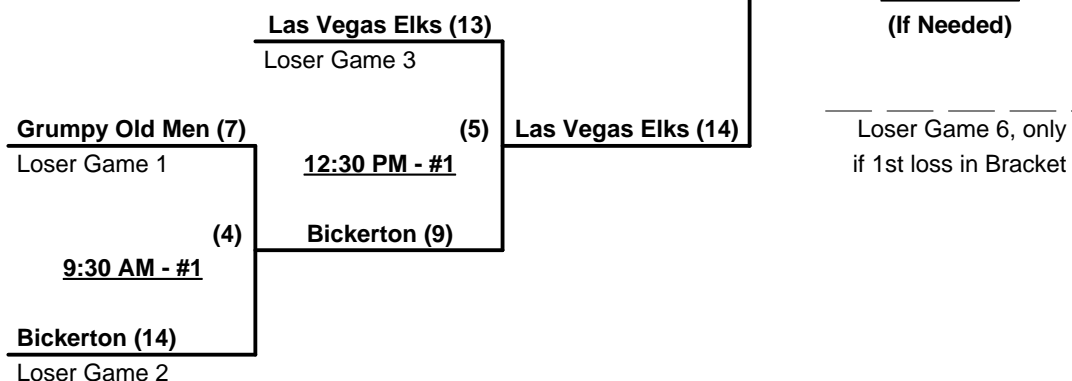 Las Vegas Elks (13)
(If Needed)
Loser Game 3
Grumpy Old Men (7)
(5)
Las Vegas Elks (14)
Loser Game 6, only
Loser Game 1
12:30 PM - #1
if 1st loss in Bracket
(4)
Bickerton (9)
9:30 AM - #1
Bickerton (14)
Loser Game 2